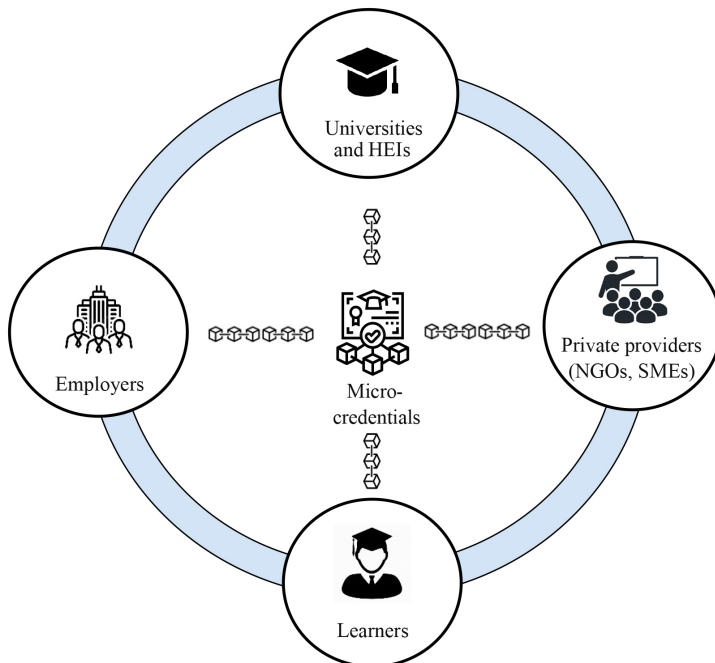 Universities
and HEIs
Employers
Private providers
(NGOs, SMEs)
Micro-
credentials
Learners